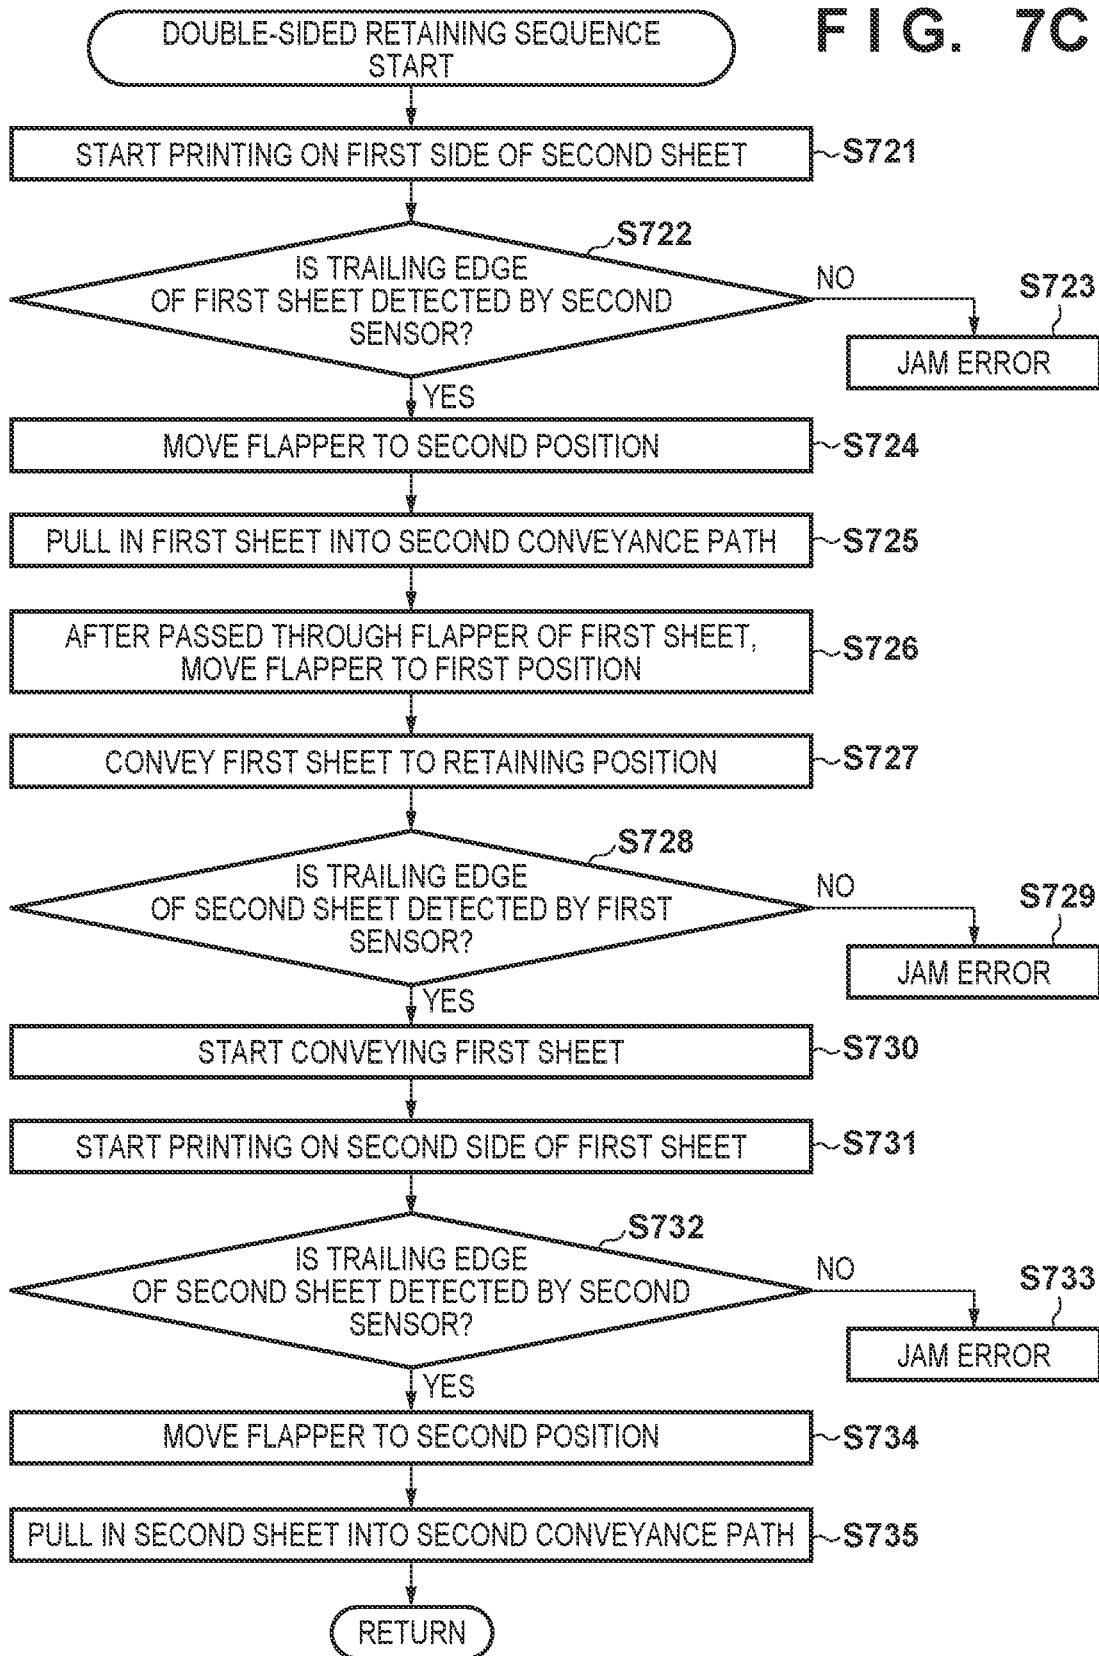 FIG. 7C
DOUBLE-SIDED RETAINING SEQUENCE
START
START PRINTING ON FIRST SIDE OF SECOND SHEET
S721
S722
IS TRAILING EDGE
OF FIRST SHEET DETECTED BY SECOND
SENSOR?
NO
S723
JAM ERROR
YES
MOVE FLAPPER TO SECOND POSITION
S724
PULL IN FIRST SHEET INTO SECOND CONVEYANCE PATH
S725
AFTER PASSED THROUGH FLAPPER OF FIRST SHEET,
MOVE FLAPPER TO FIRST POSITION
S726
CONVEY FIRST SHEET TO RETAINING POSITION
S727
S728
IS TRAILING EDGE
OF SECOND SHEET DETECTED BY FIRST
SENSOR?
NO
S729
JAM ERROR
YES
START CONVEYING FIRST SHEET
S730
START PRINTING ON SECOND SIDE OF FIRST SHEET
S731
S732
IS TRAILING EDGE
OF SECOND SHEET DETECTED BY SECOND
SENSOR?
NO
S733
JAM ERROR
YES
MOVE FLAPPER TO SECOND POSITION
S734
PULL IN SECOND SHEET INTO SECOND CONVEYANCE PATH
S735
RETURN